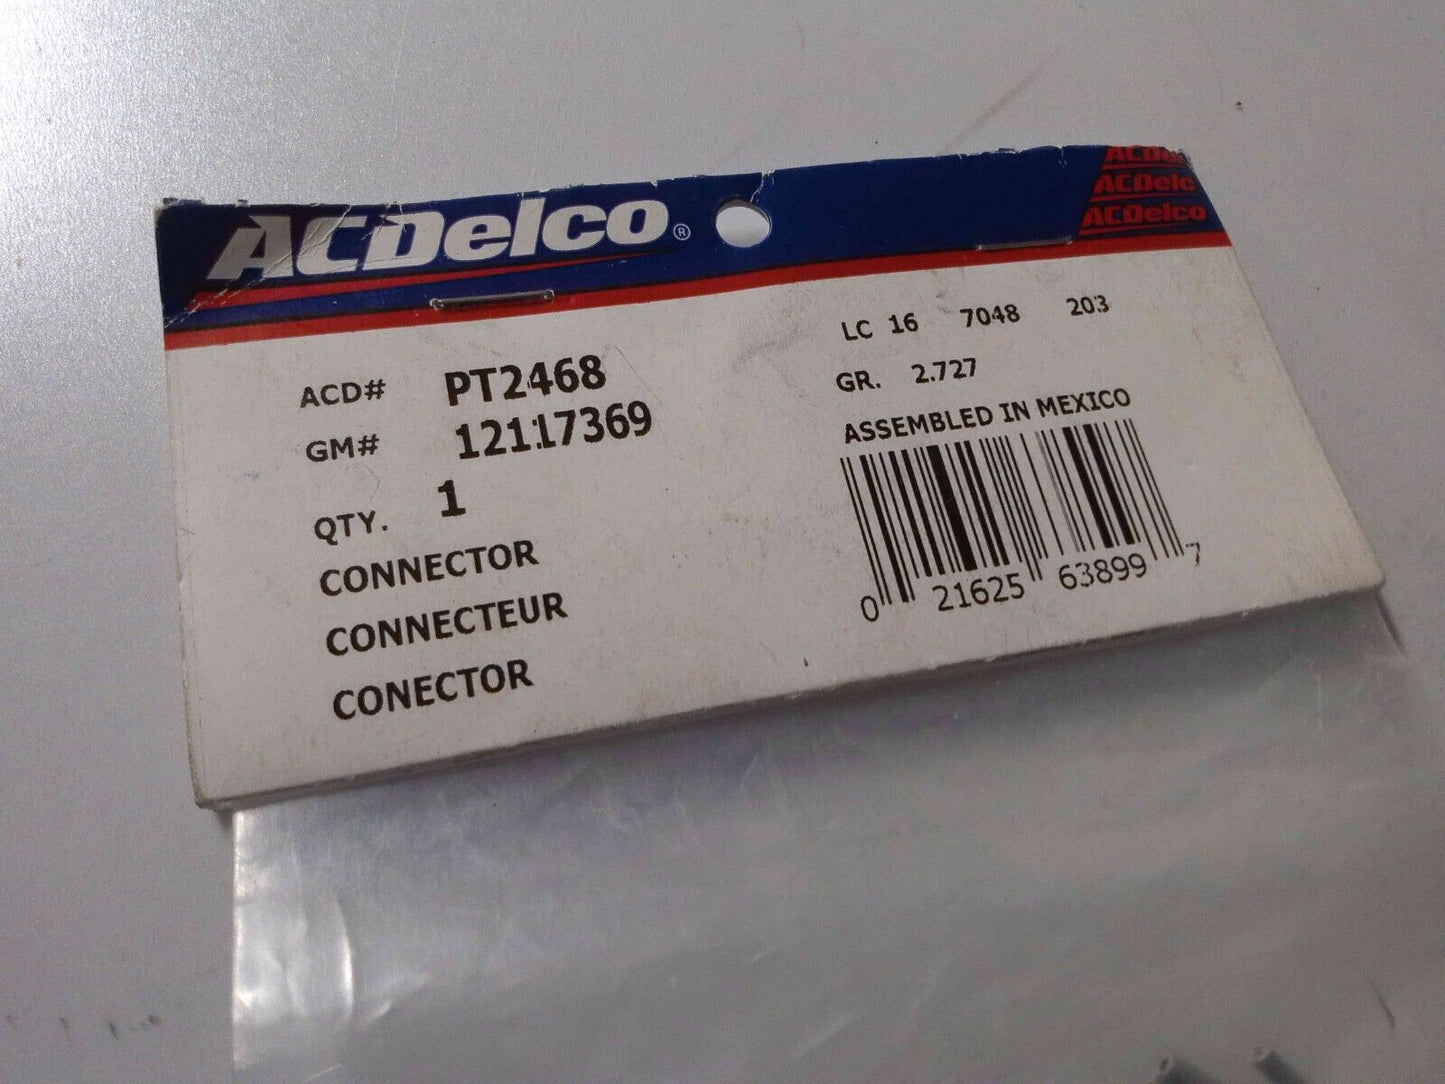 ACDelco®
ACDelco
ACDelco
ACD# PT2468
GM# 12117369
QTY. 1
CONNECTOR
CONNECTEUR
CONECTOR
LC 16 7048 203
GR. 2.727
ASSEMBLED IN MEXICO
0 21625 63899 7